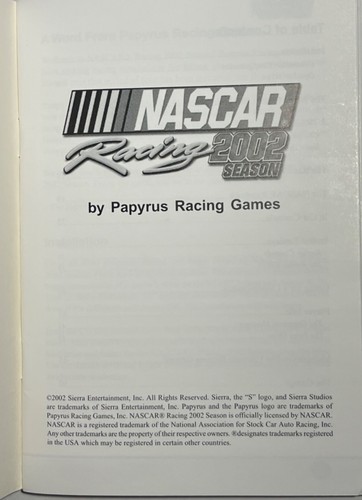 NASCAR
Racing 2002
SEASON
by Papyrus Racing Games
©2002 Sierra Entertainment, Inc. All Rights Reserved. Sierra, the "S" logo, and Sierra Studios
are trademarks of Sierra Entertainment, Inc. Papyrus and the Papyrus logo are trademarks of
Papyrus Racing Games, Inc. NASCAR® Racing 2002 Season is officially licensed by NASCAR.
NASCAR is a registered trademark of the National Association for Stock Car Auto Racing, Inc.
Any other trademarks are the property of their respective owners. ®designates trademarks registered
in the USA which may be registered in certain other countries.